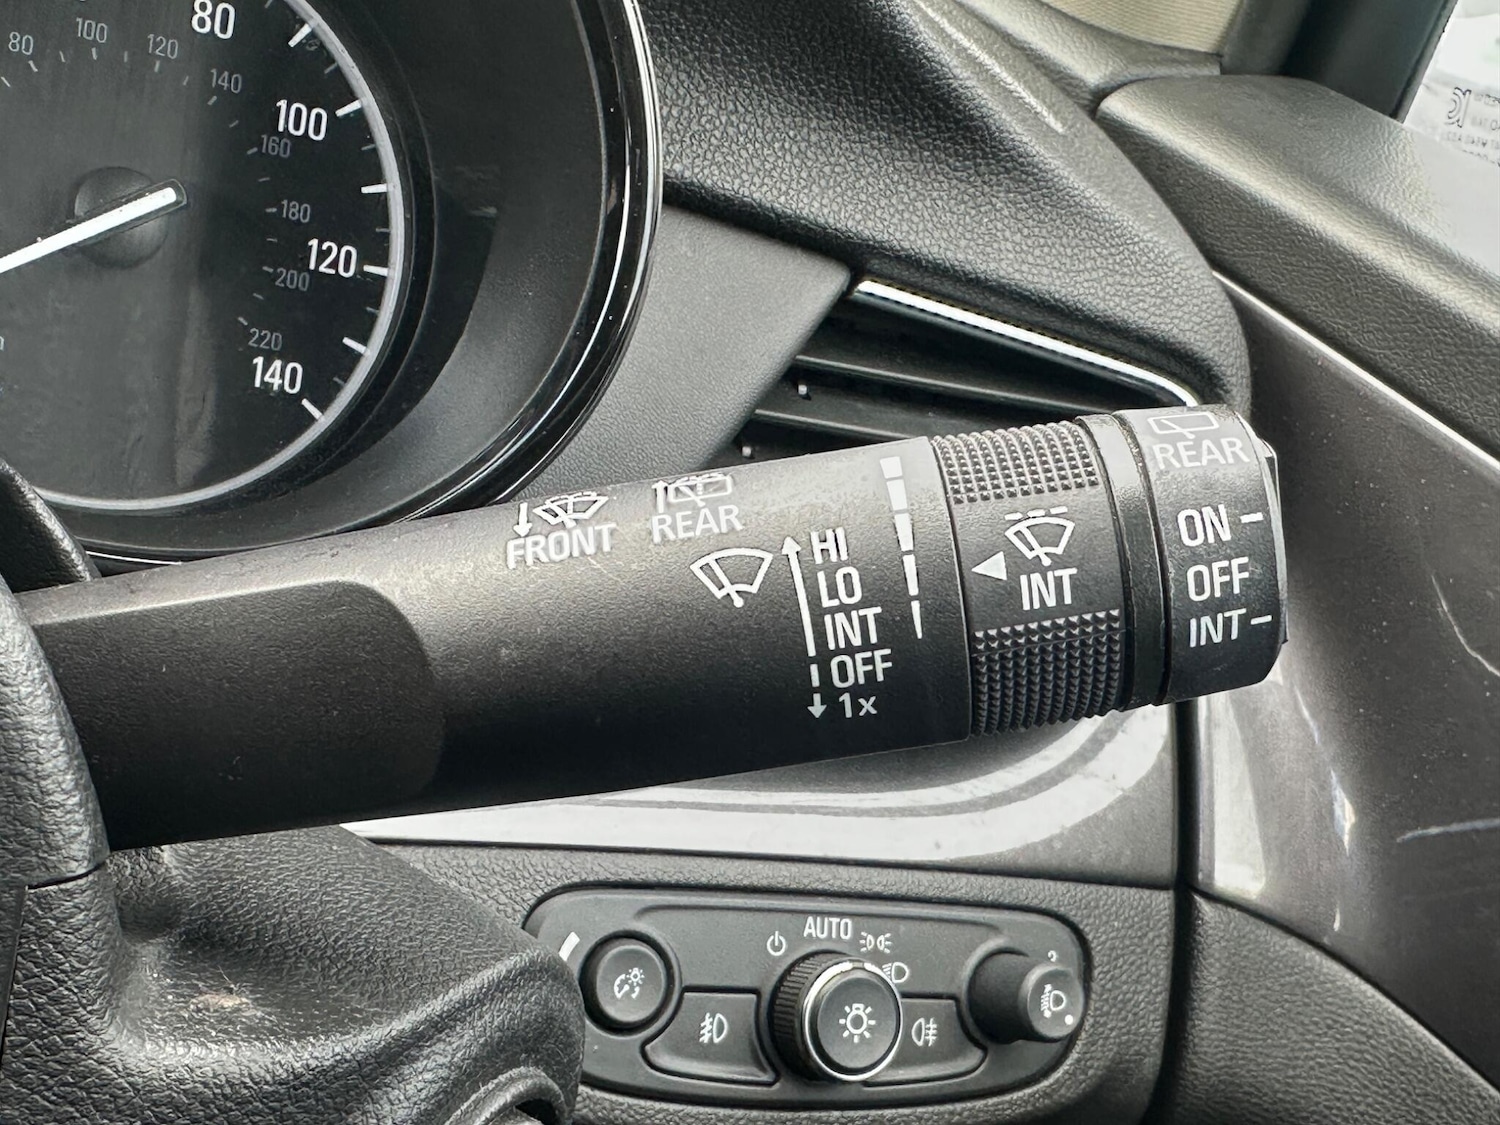 80
80
100
120
140
100
160
180
120
200
220
140
FRONT
REAR
HI
LO
INT
OFF
1x
INT
REAR
ON
OFF
INT
AUTO